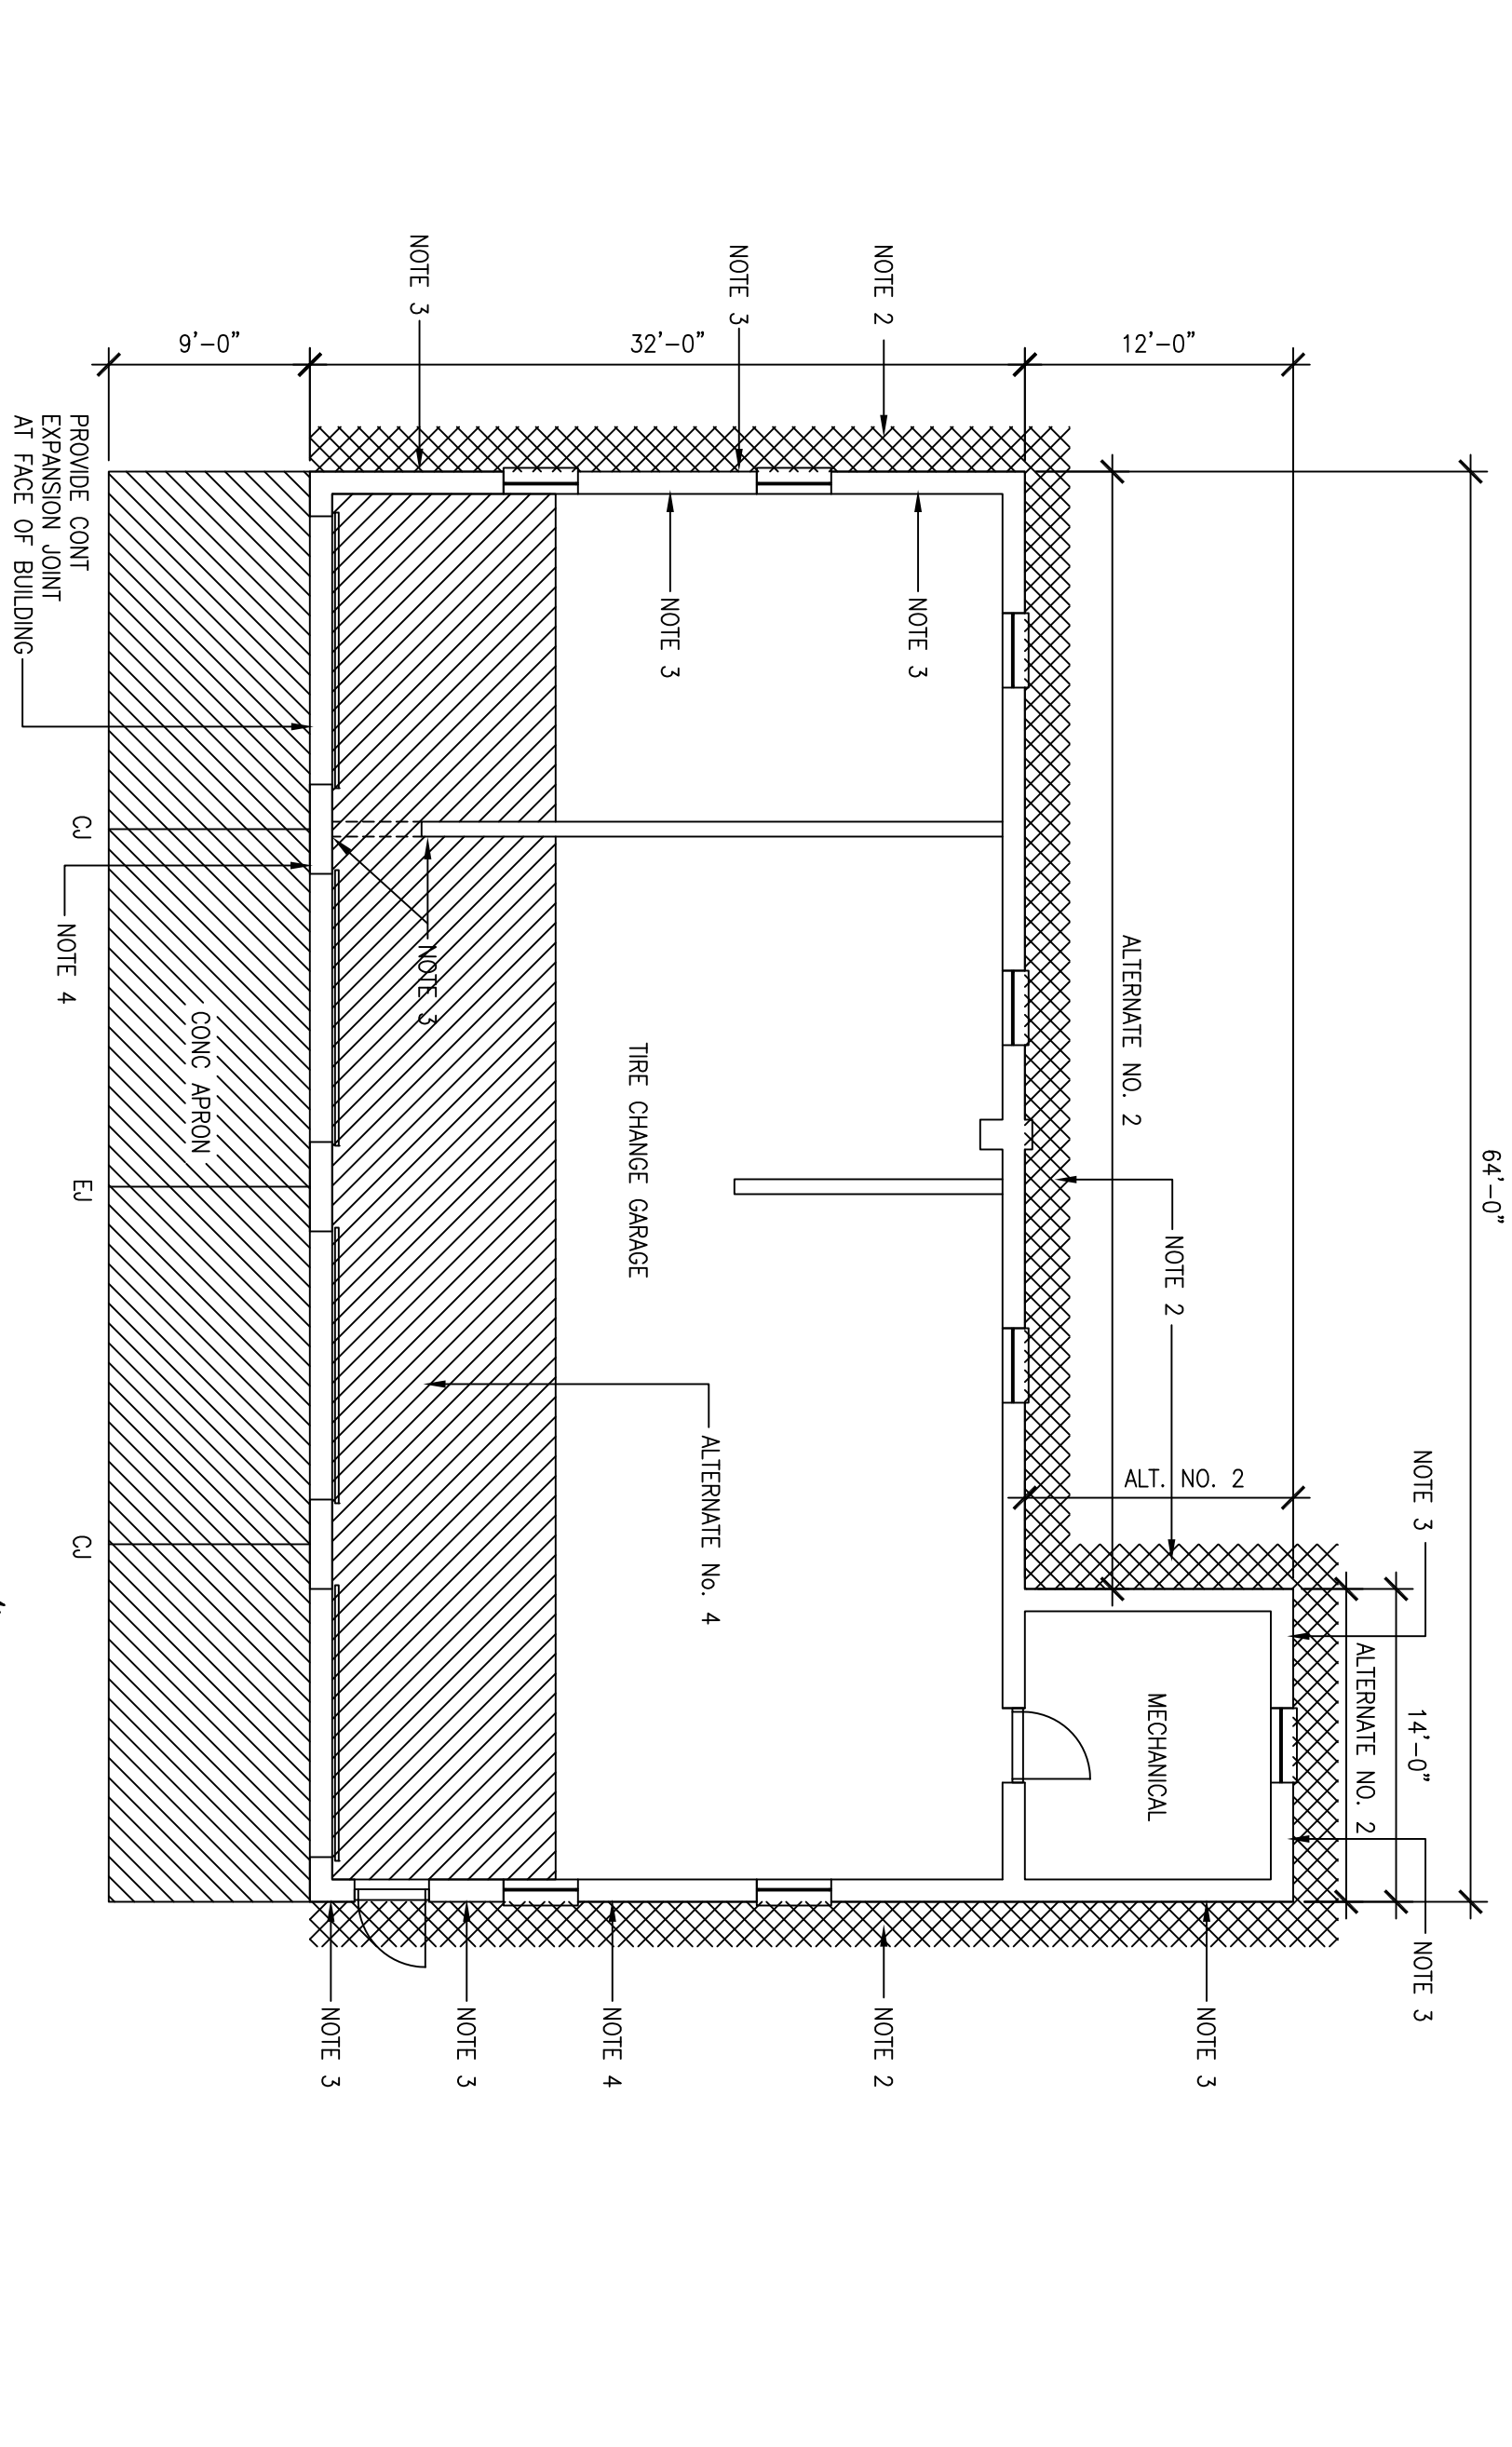 64'-0"
NOTE 3
NOTE 3
14'-0"
ALTERNATE NO. 2
NOTE 2
ALT. NO. 2
12'-0"
ALTERNATE NO. 2
MECHANICAL
NOTE 3
NOTE 2
NOTE 3
NOTE 2
NOTE 3
32'-0"
NOTE 3
ALTERNATE No. 4
TIRE CHANGE GARAGE
NOTE 4
NOTE 3
NOTE 3
NOTE 3
NOTE 3
9'-0"
CONC APRON
PROVIDE CONT
EXPANSION JOINT
AT FACE OF BUILDING
CJ
EJ
CJ
NOTE 4